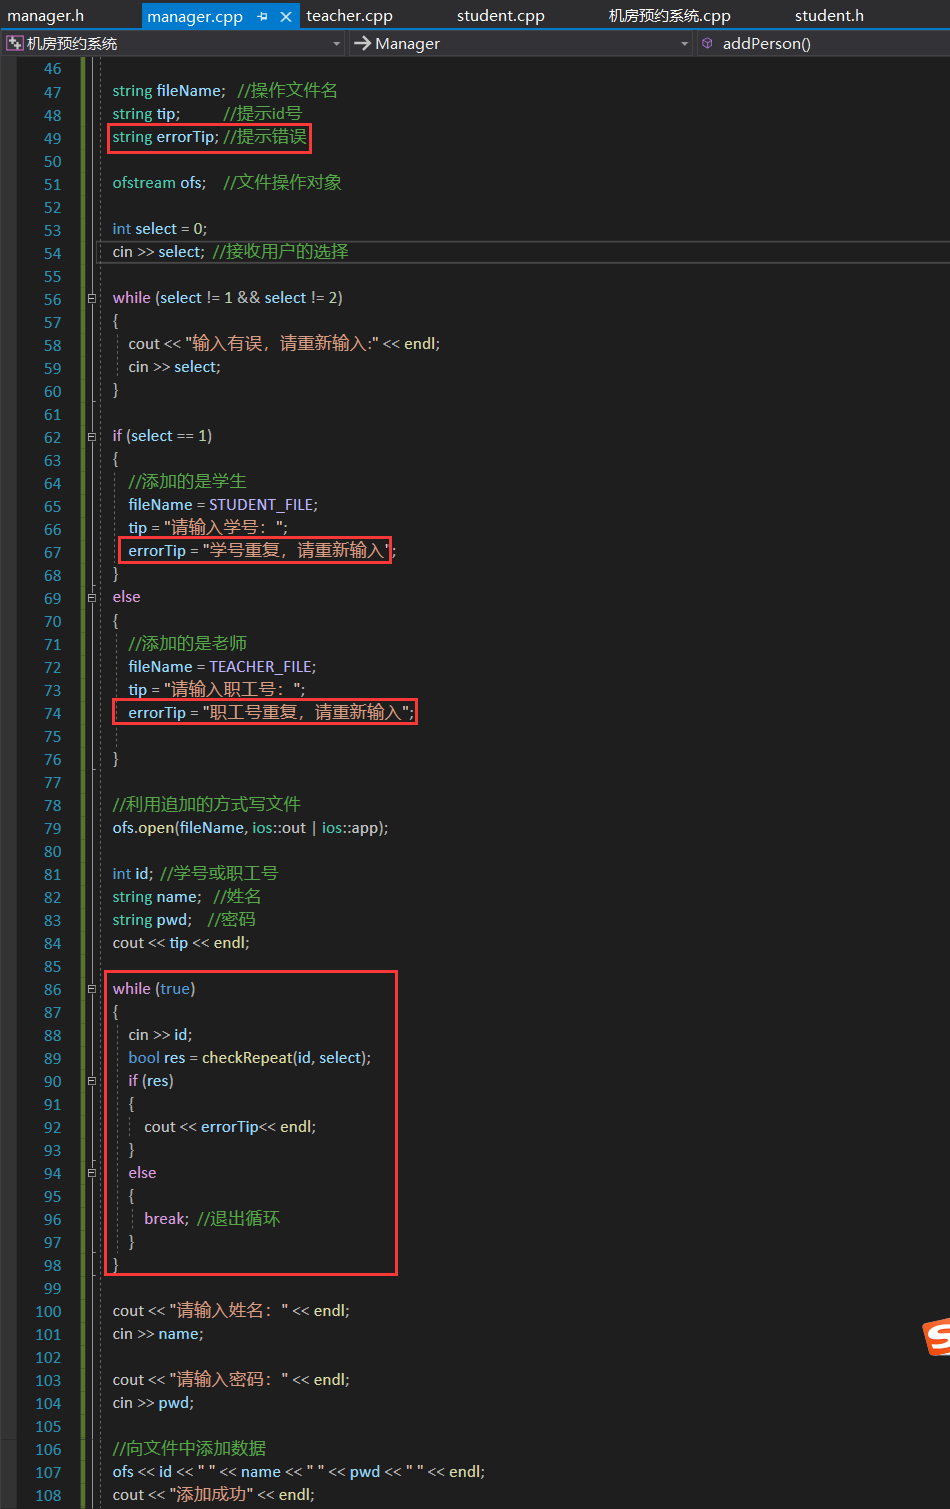 manager.h manager.cpp teacher.cpp student.cpp 机房预约系统.cpp student.h
机房预约系统 Manager addPerson()
46
47 string fileName; //操作文件名
48 string tip; //提示id号
49 string errorTip; //提示错误
50
51 ofstream ofs; //文件操作对象
52
53 int select = 0;
54 cin >> select; //接收用户的选择
55
56 while (select != 1 && select != 2)
57 {
58 cout << "输入有误，请重新输入:" << endl;
59 cin >> select;
60 }
61
62 if (select == 1)
63 {
64 //添加的是学生
65 fileName = STUDENT_FILE;
66 tip = "请输入学号：";
67 errorTip = "学号重复，请重新输入";
68 }
69 else
70 {
71 //添加的是老师
72 fileName = TEACHER_FILE;
73 tip = "请输入职工号：";
74 errorTip = "职工号重复，请重新输入";
75
76 }
77
78 //利用追加的方式写文件
79 ofs.open(fileName, ios::out | ios::app);
80
81 int id; //学号或职工号
82 string name; //姓名
83 string pwd; //密码
84 cout << tip << endl;
85
86 while (true)
87 {
88 cin >> id;
89 bool res = checkRepeat(id, select);
90 if (res)
91 {
92 cout << errorTip<< endl;
93 }
94 else
95 {
96 break; //退出循环
97 }
98 }
99
100 cout << "请输入姓名：" << endl;
101 cin >> name;
102
103 cout << "请输入密码：" << endl;
104 cin >> pwd;
105
106 //向文件中添加数据
107 ofs << id << " " << name << " " << pwd << " " << endl;
108 cout << "添加成功" << endl;